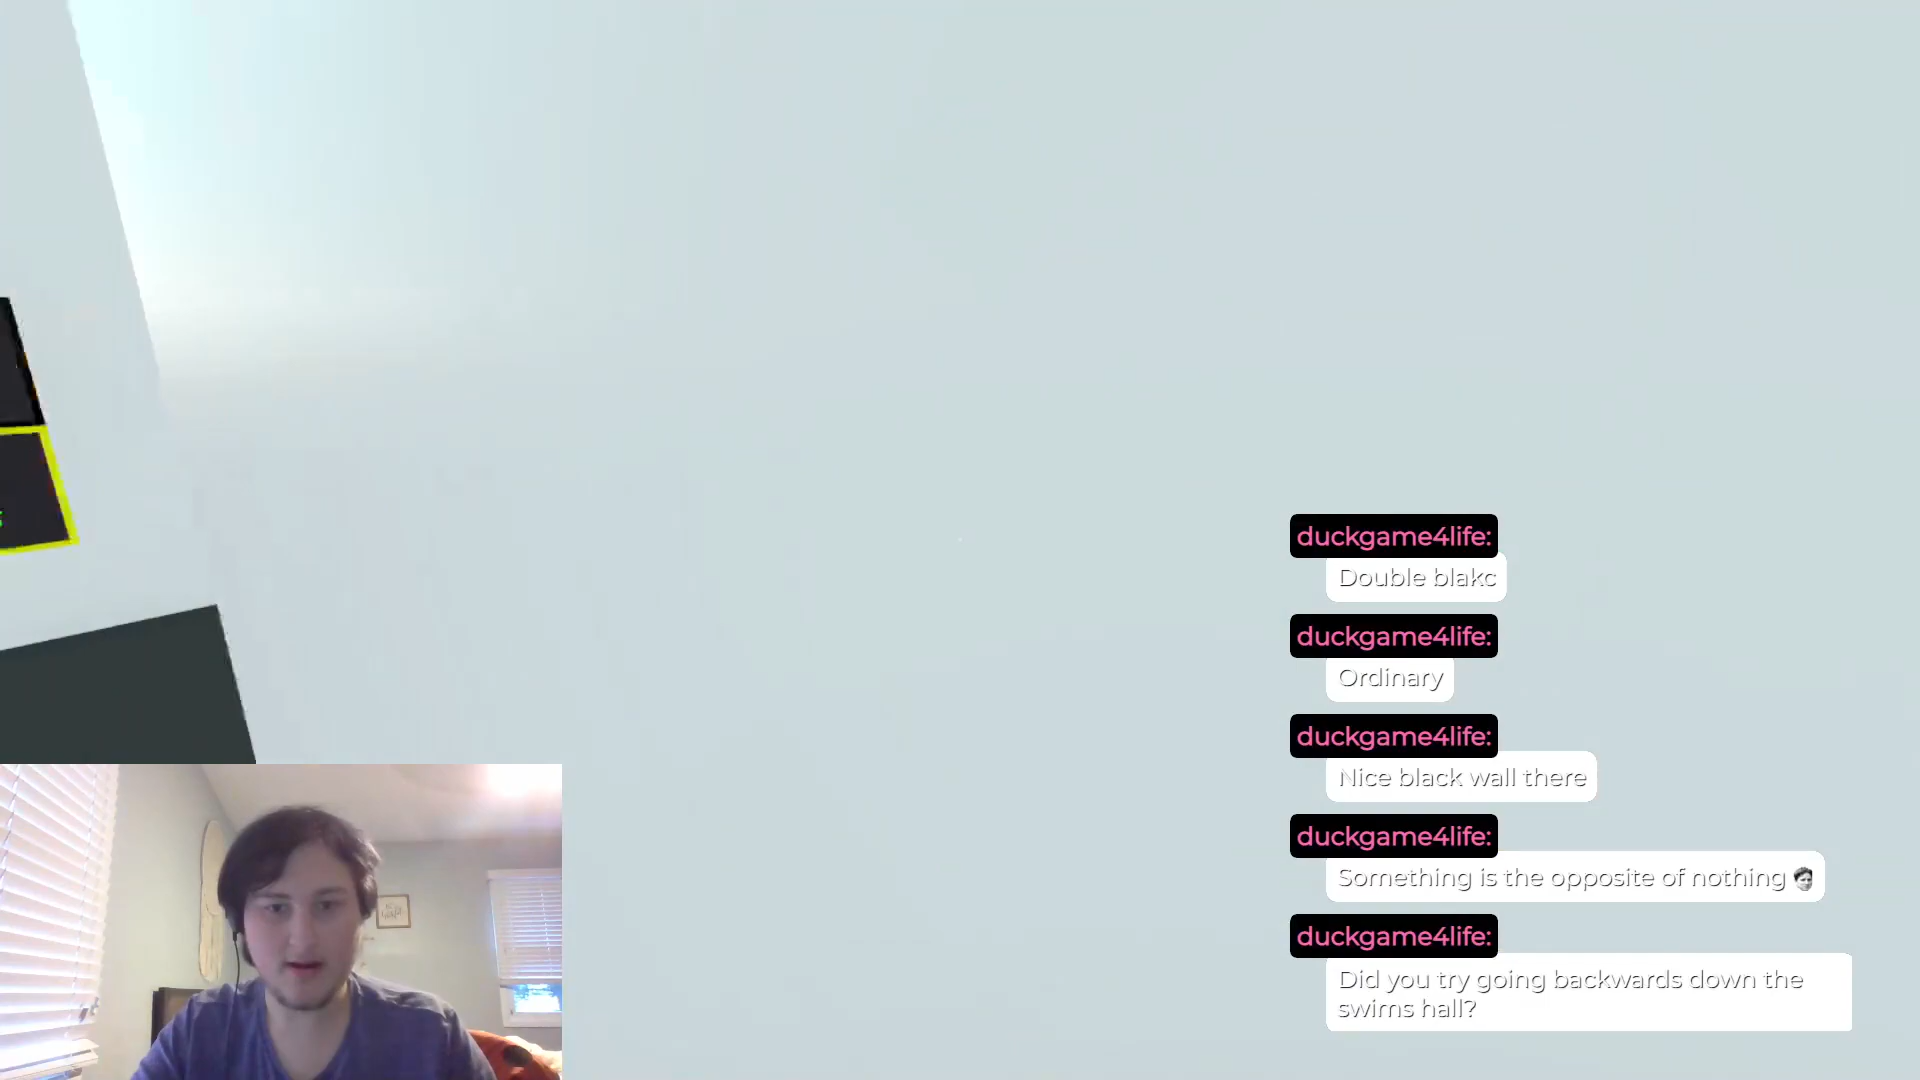 duckgame4life:
Double blakc
duckgame4life:
Ordinary
duckgame4life:
Nice black wall there
duckgame4life:
Something is the opposite of nothing
duckgame4life:
Did you try going backwards down the
swims hall?